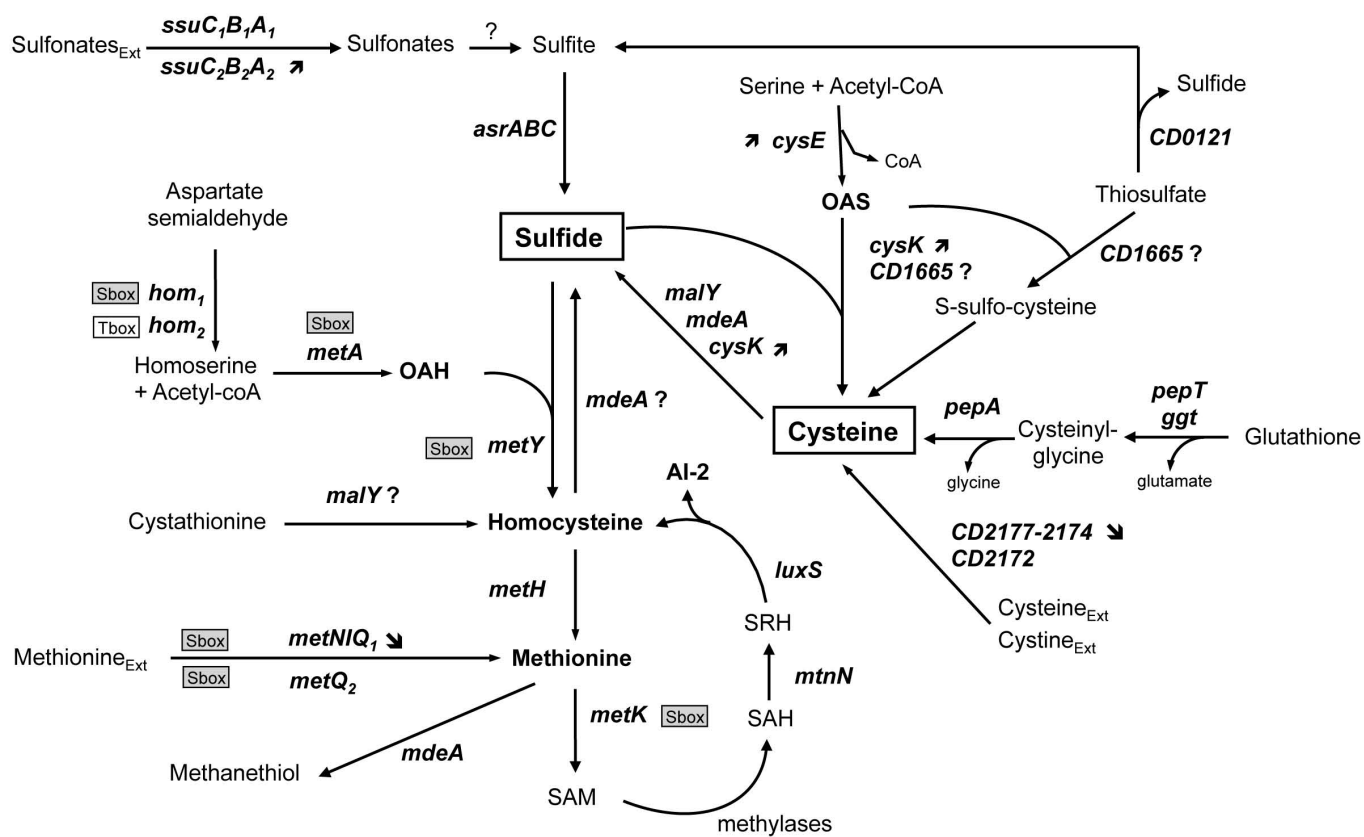 Sulfonates_Ext
ssuC1B1A1
ssuC2B2A2 ↗
Sulfonates
?
Sulfite
asrABC
Serine + Acetyl-CoA
↗ cysE
CoA
OAS
Sulfide
CD0121
Thiosulfate
CD1665 ?
S-sulfo-cysteine
cysK ↗
CD1665 ?
Aspartate
semialdehyde
Sbox hom1
Tbox hom2
Homoserine
+ Acetyl-coA
Sbox
metA
OAH
Sulfide
malY
mdeA
cysK ↗
mdeA ?
Sbox metY
Cysteine
pepA
glycine
Cysteinyl-
glycine
pepT
ggt
glutamate
Glutathione
CD2177-2174 ↘
CD2172
Cysteine_Ext
Cystine_Ext
Cystathionine
malY ?
Homocysteine
AI-2
luxS
SRH
mtnN
SAH
metH
Methionine_Ext
Sbox metNIQ1 ↘
Sbox metQ2
Methionine
metK Sbox
mdeA
Methanethiol
SAM
methylases